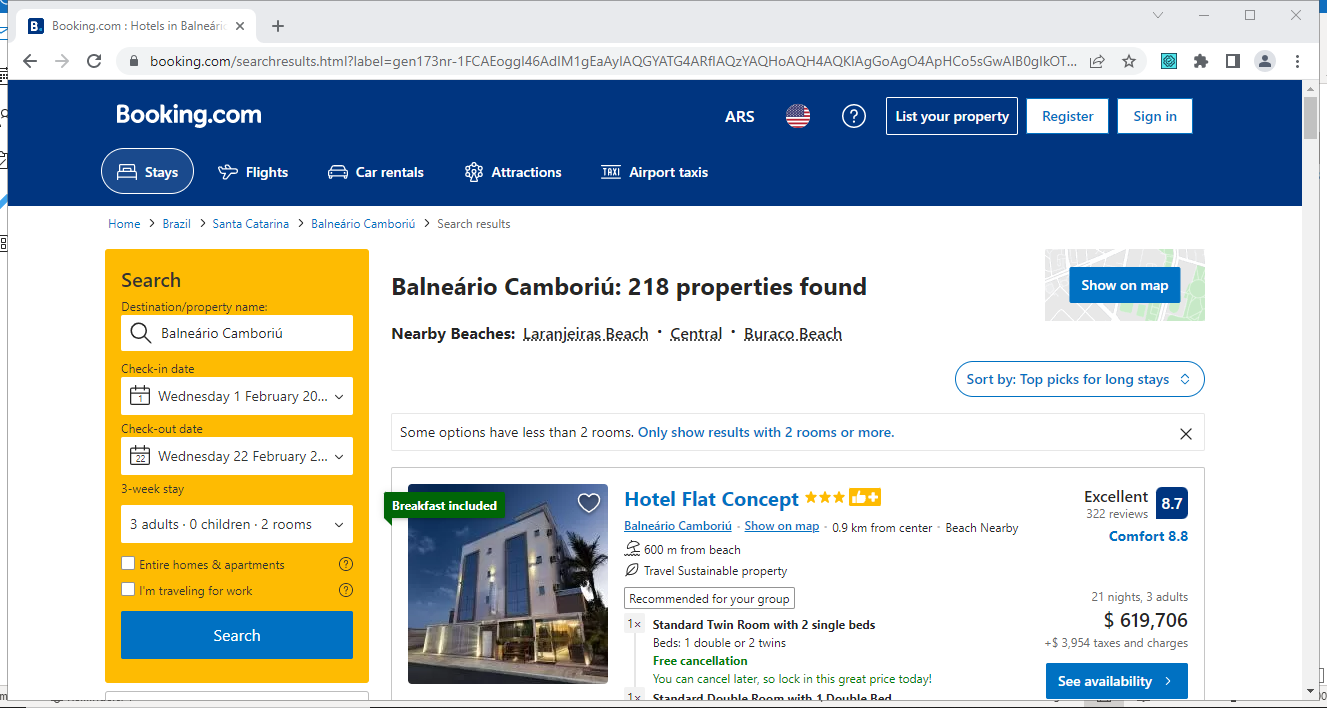 B. Booking.com : Hotels in Balneário
booking.com/searchresults.html?label=gen173nr-1FCAEoggI46AdIM1gEaAyIAQGYATG4ARfIAQzYAQHoAQH4AQKIAgGoAgO4ApHCo5sGwAIB0gIkOT...
Booking.com
ARS
?
List your property
Register
Sign in
Stays
Flights
Car rentals
Attractions
TAXI Airport taxis
Home > Brazil > Santa Catarina > Balneário Camboriú > Search results
Search
Destination/property name:
Balneário Camboriú
Check-in date
1 Wednesday 1 February 20...
Check-out date
22 Wednesday 22 February 2...
3-week stay
3 adults · 0 children · 2 rooms
Entire homes & apartments ?
I'm traveling for work ?
Search
Balneário Camboriú: 218 properties found
Show on map
Nearby Beaches: Laranjeiras Beach · Central · Buraco Beach
Sort by: Top picks for long stays
Some options have less than 2 rooms. Only show results with 2 rooms or more.
Breakfast included
Hotel Flat Concept
Balneário Camboriú · Show on map · 0.9 km from center · Beach Nearby
600 m from beach
Travel Sustainable property
Recommended for your group
1× Standard Twin Room with 2 single beds
Beds: 1 double or 2 twins
Free cancellation
You can cancel later, so lock in this great price today!
1× Standard Double Room with 1 Double Bed
Excellent 8.7
322 reviews
Comfort 8.8
21 nights, 3 adults
$ 619,706
+$ 3,954 taxes and charges
See availability >